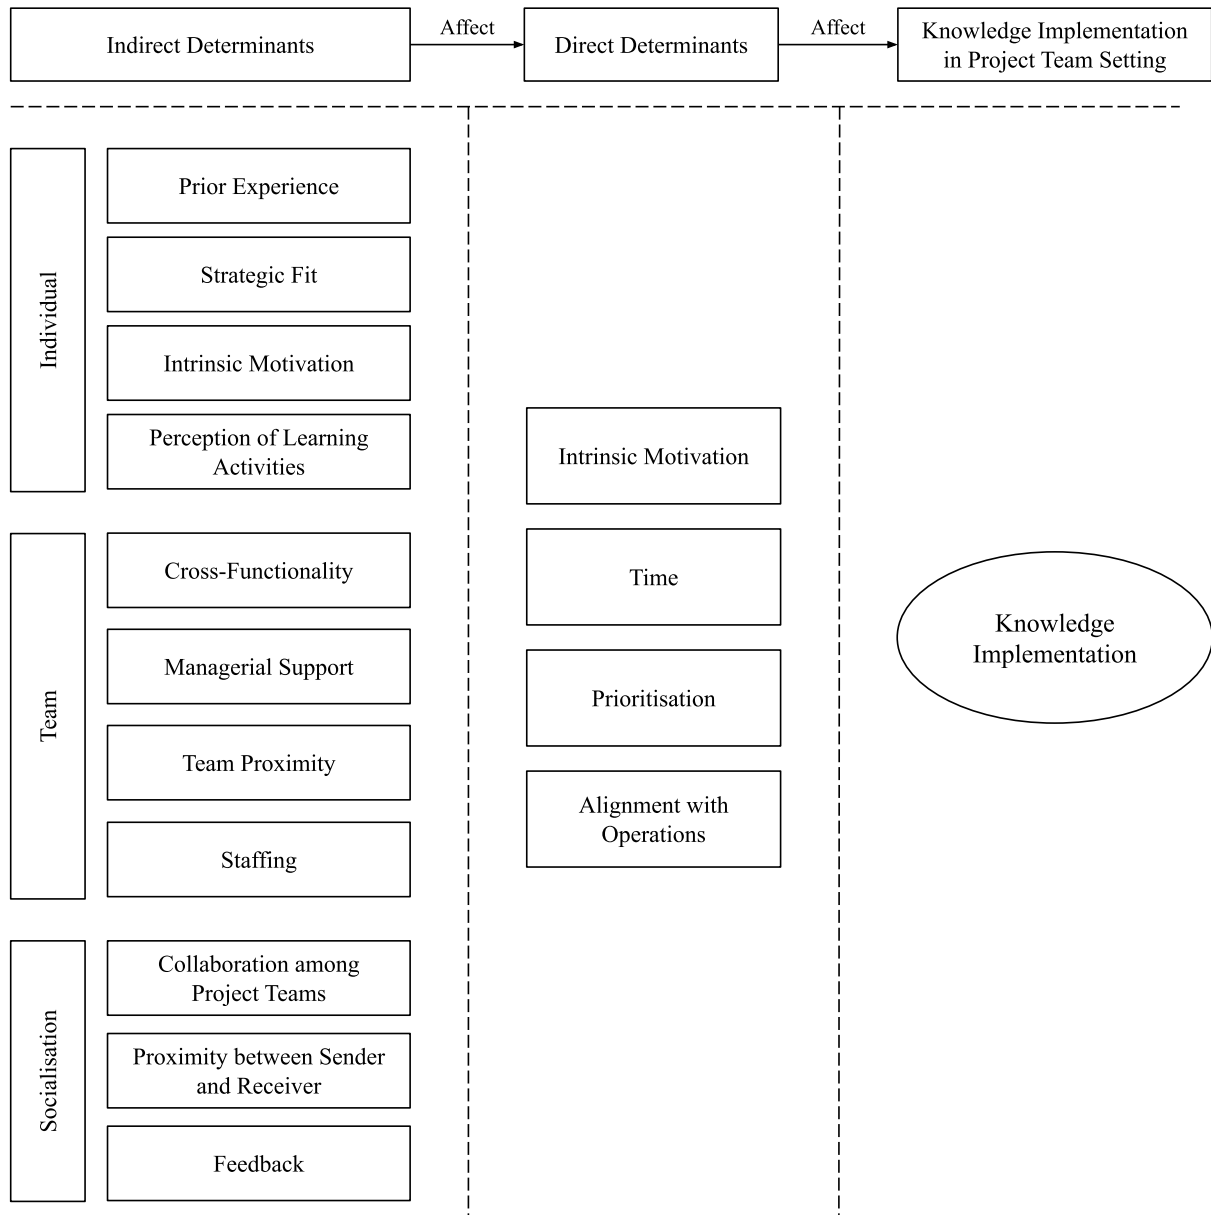 Indirect Determinants
Affect
Direct Determinants
Affect
Knowledge Implementation
in Project Team Setting
Individual
Prior Experience
Strategic Fit
Intrinsic Motivation
Perception of Learning
Activities
Team
Cross-Functionality
Managerial Support
Team Proximity
Staffing
Socialisation
Collaboration among
Project Teams
Proximity between Sender
and Receiver
Feedback
Intrinsic Motivation
Time
Prioritisation
Alignment with
Operations
Knowledge
Implementation